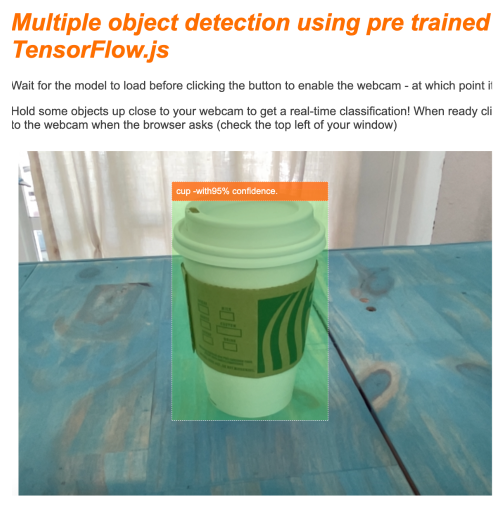 Multiple object detection using pre trained
TensorFlow.js
Wait for the model to load before clicking the button to enable the webcam - at which point it
Hold some objects up close to your webcam to get a real-time classification! When ready cli
to the webcam when the browser asks (check the top left of your window)
cup -with95% confidence.